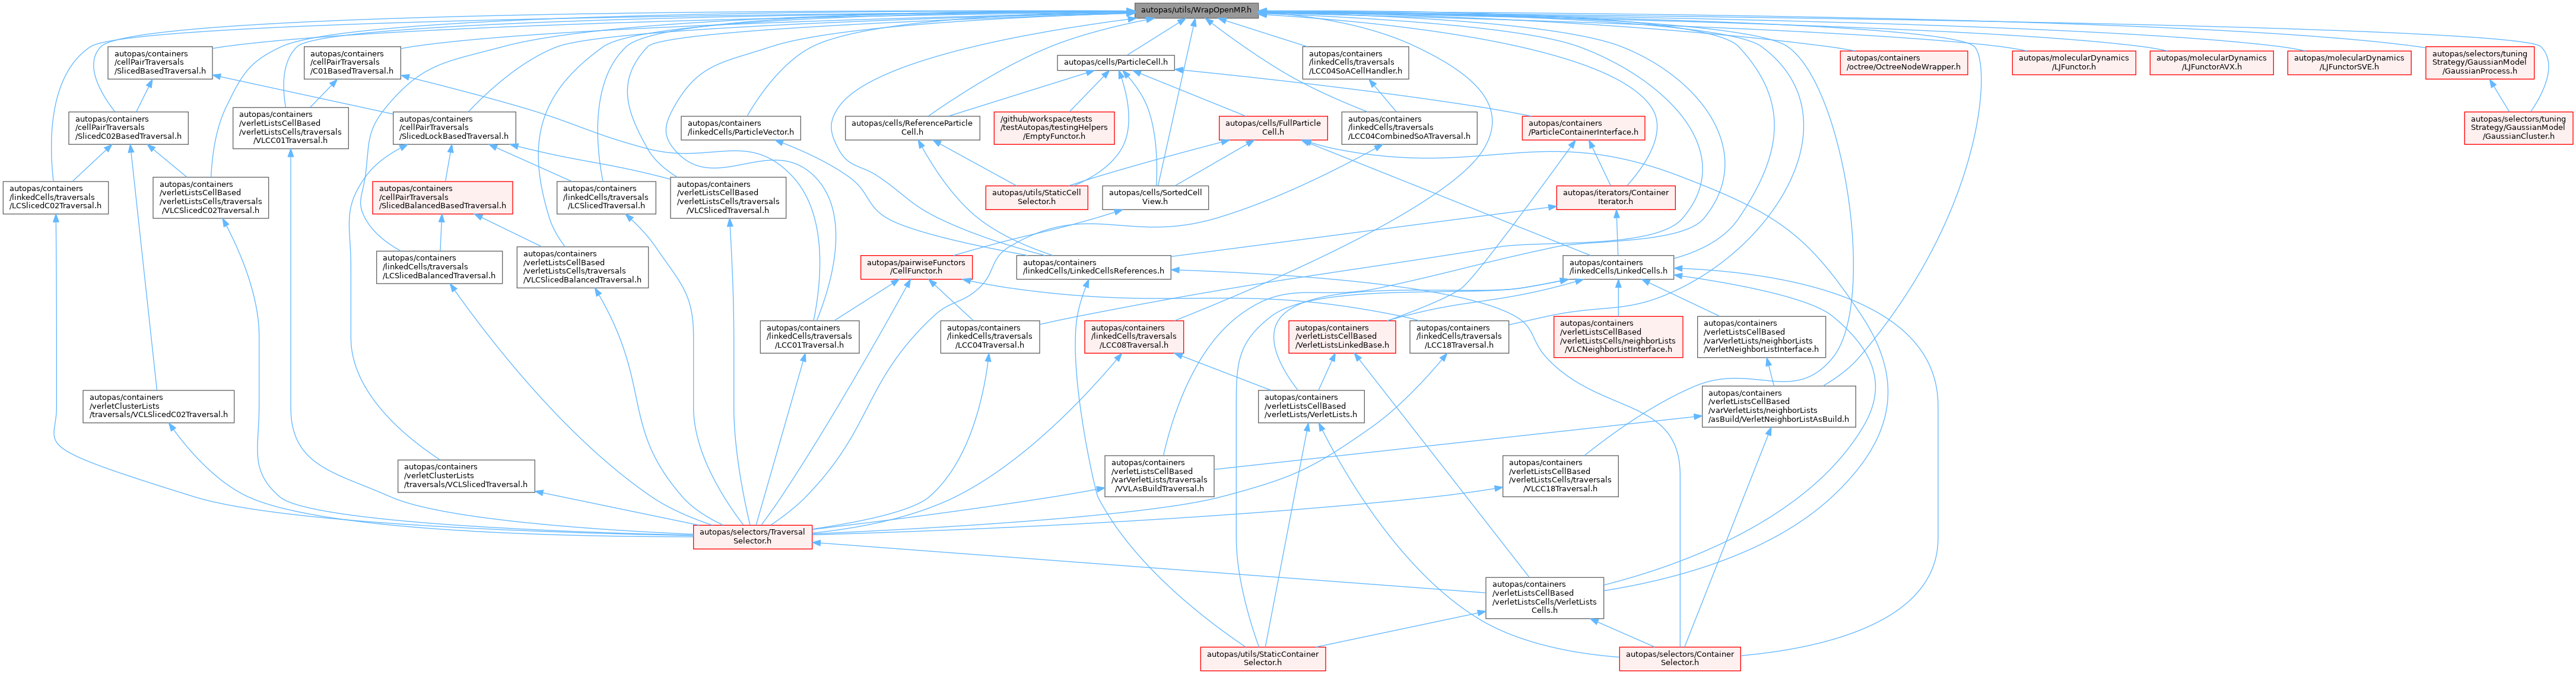 autopas/utils/WrapOpenMP.h
autopas/containers
/cellPairTraversals
/SlicedBasedTraversal.h
autopas/containers
/cellPairTraversals
/C01BasedTraversal.h
autopas/cells/ParticleCell.h
autopas/containers
/linkedCells/traversals
/LCC04SoACellHandler.h
autopas/containers
/octree/OctreeNodeWrapper.h
autopas/molecularDynamics
/LJFunctor.h
autopas/molecularDynamics
/LJFunctorAVX.h
autopas/molecularDynamics
/LJFunctorSVE.h
autopas/selectors/tuning
Strategy/GaussianModel
/GaussianProcess.h
autopas/containers
/cellPairTraversals
/SlicedC02BasedTraversal.h
autopas/containers
/verletListsCellBased
/verletListsCells/traversals
/VLCC01Traversal.h
autopas/containers
/cellPairTraversals
/SlicedLockBasedTraversal.h
autopas/containers
/linkedCells/ParticleVector.h
autopas/cells/ReferenceParticle
Cell.h
/github/workspace/tests
/testAutopas/testingHelpers
/EmptyFunctor.h
autopas/cells/FullParticle
Cell.h
autopas/containers
/linkedCells/traversals
/LCC04CombinedSoATraversal.h
autopas/containers
/ParticleContainerInterface.h
autopas/selectors/tuning
Strategy/GaussianModel
/GaussianCluster.h
autopas/containers
/linkedCells/traversals
/LCSlicedC02Traversal.h
autopas/containers
/verletListsCellBased
/verletListsCells/traversals
/VLCSlicedC02Traversal.h
autopas/containers
/cellPairTraversals
/SlicedBalancedBasedTraversal.h
autopas/containers
/linkedCells/traversals
/LCSlicedTraversal.h
autopas/containers
/verletListsCellBased
/verletListsCells/traversals
/VLCSlicedTraversal.h
autopas/utils/StaticCell
Selector.h
autopas/cells/SortedCell
View.h
autopas/iterators/Container
Iterator.h
autopas/containers
/linkedCells/traversals
/LCSlicedBalancedTraversal.h
autopas/containers
/verletListsCellBased
/verletListsCells/traversals
/VLCSlicedBalancedTraversal.h
autopas/pairwiseFunctors
/CellFunctor.h
autopas/containers
/linkedCells/LinkedCellsReferences.h
autopas/containers
/linkedCells/LinkedCells.h
autopas/containers
/linkedCells/traversals
/LCC01Traversal.h
autopas/containers
/linkedCells/traversals
/LCC04Traversal.h
autopas/containers
/linkedCells/traversals
/LCC08Traversal.h
autopas/containers
/verletListsCellBased
/VerletListsLinkedBase.h
autopas/containers
/linkedCells/traversals
/LCC18Traversal.h
autopas/containers
/verletListsCellBased
/verletListsCells/neighborLists
/VLCNeighborListInterface.h
autopas/containers
/verletListsCellBased
/varVerletLists/neighborLists
/VerletNeighborListInterface.h
autopas/containers
/verletClusterLists
/traversals/VCLSlicedC02Traversal.h
autopas/containers
/verletListsCellBased
/verletLists/VerletLists.h
autopas/containers
/verletListsCellBased
/varVerletLists/neighborLists
/asBuild/VerletNeighborListAsBuild.h
autopas/containers
/verletClusterLists
/traversals/VCLSlicedTraversal.h
autopas/containers
/verletListsCellBased
/varVerletLists/traversals
/VVLAsBuildTraversal.h
autopas/containers
/verletListsCellBased
/verletListsCells/traversals
/VLCC18Traversal.h
autopas/selectors/Traversal
Selector.h
autopas/containers
/verletListsCellBased
/verletListsCells/VerletLists
Cells.h
autopas/utils/StaticContainer
Selector.h
autopas/selectors/Container
Selector.h